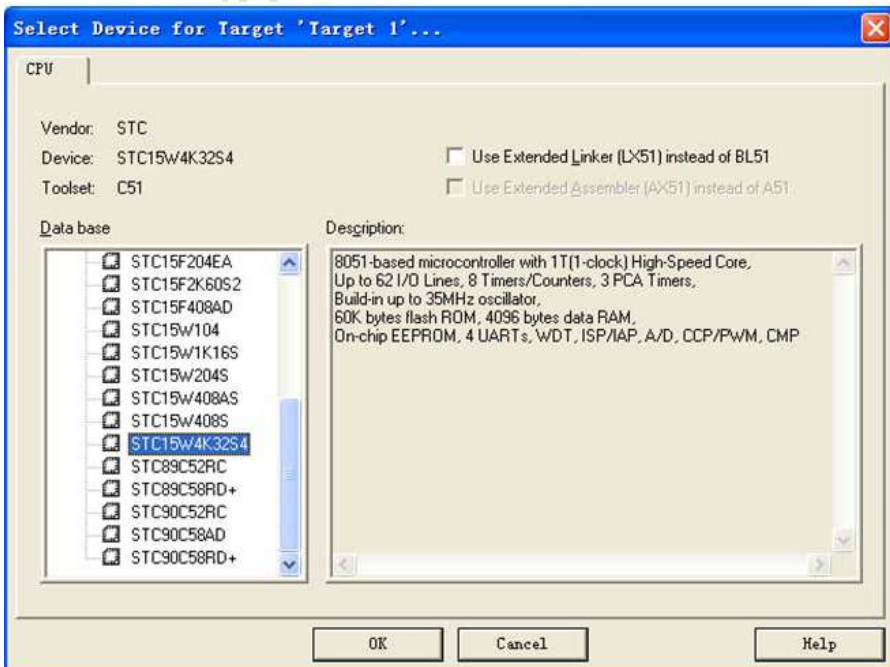 Select Device for Target 'Target 1'...
CPU
Vendor: STC
Device: STC15W4K32S4
Toolset: C51
Use Extended Linker (LX51) instead of BL51
Use Extended Assembler (AX51) instead of A51
Data base
STC15F204EA
STC15F2K60S2
STC15F408AD
STC15W104
STC15W1K16S
STC15W204S
STC15W408AS
STC15W408S
STC15W4K32S4
STC89C52RC
STC89C58RD+
STC90C52RC
STC90C58AD
STC90C58RD+
Description:
8051-based microcontroller with 1T(1-clock) High-Speed Core,
Up to 62 I/O Lines, 8 Timers/Counters, 3 PCA Timers,
Build-in up to 35MHz oscillator,
60K bytes flash ROM, 4096 bytes data RAM,
On-chip EEPROM, 4 UARTs, WDT, ISP/IAP, A/D, CCP/PWM, CMP
OK
Cancel
Help